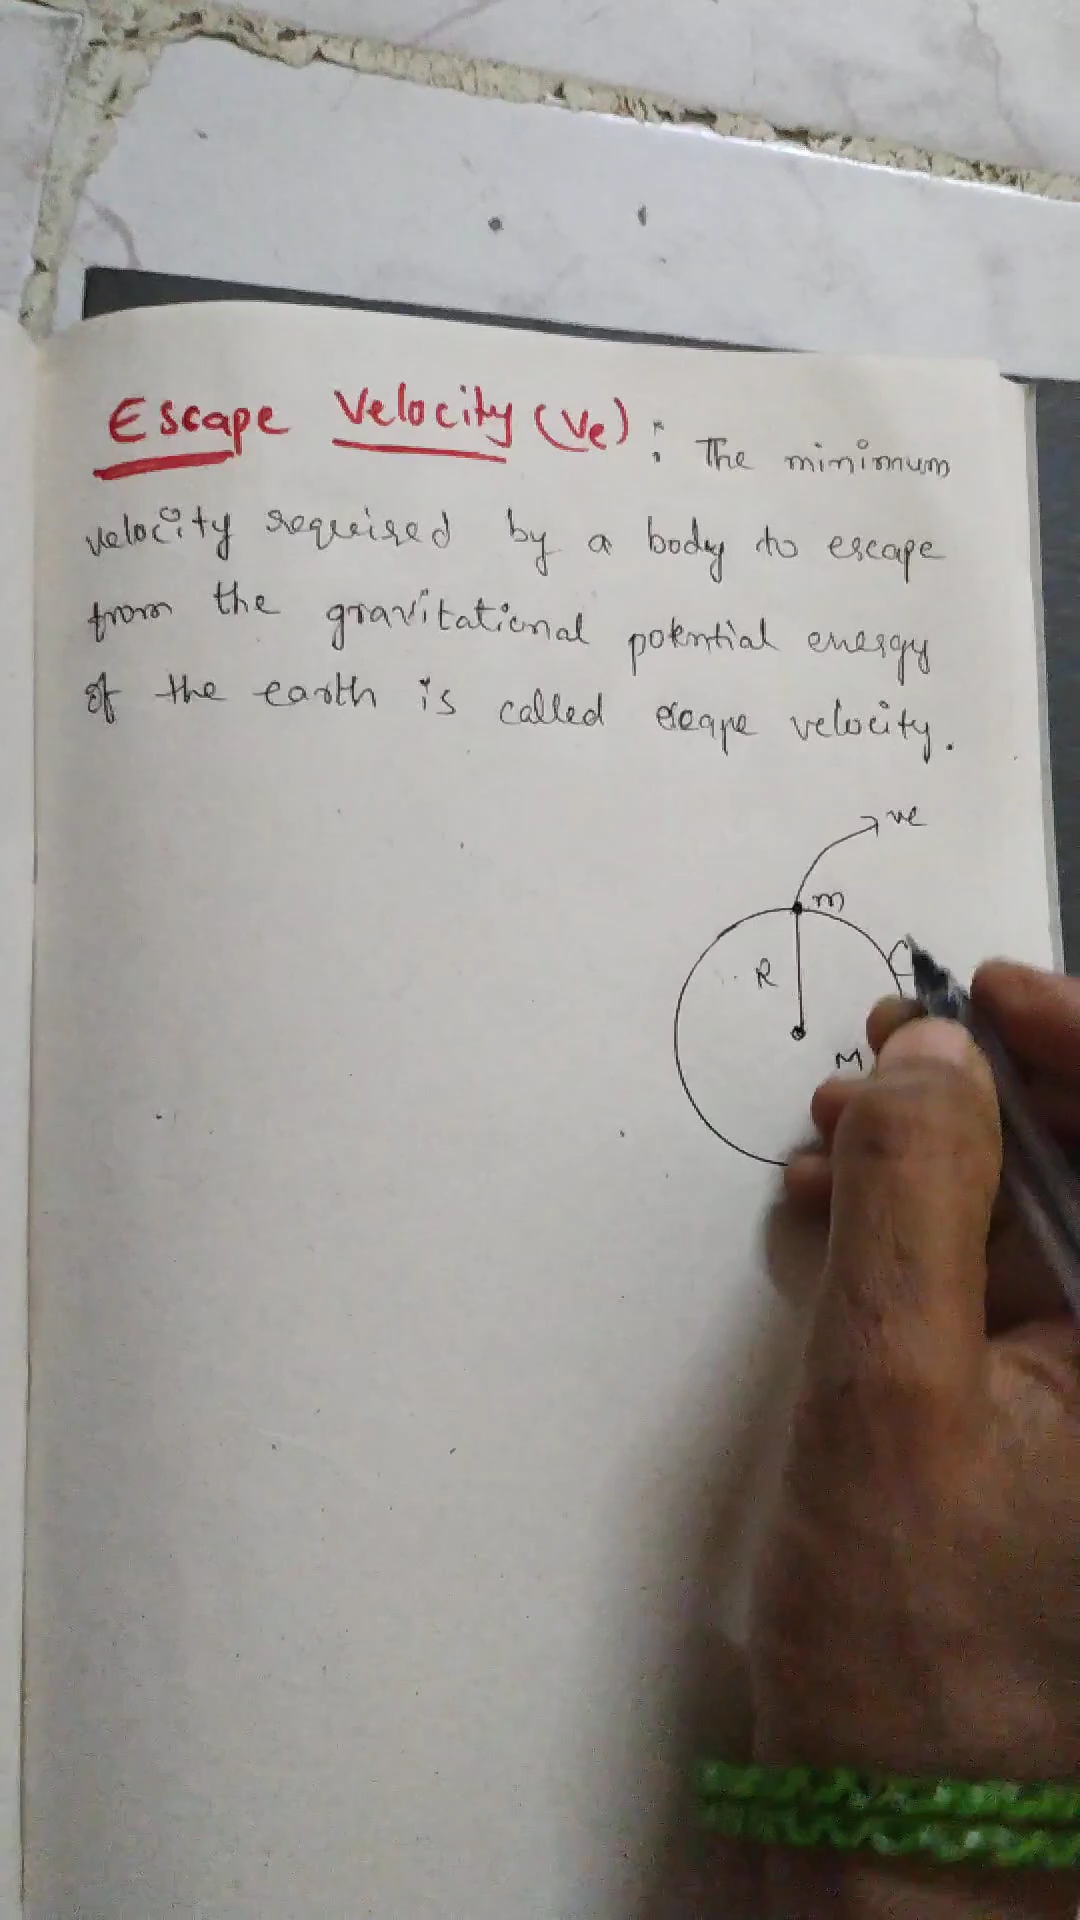 Escape Velocity (Ve) : The minimum
velocity required by a body to escape
from the gravitational potential energy
of the earth is called escape velocity.
ve
m
R
M